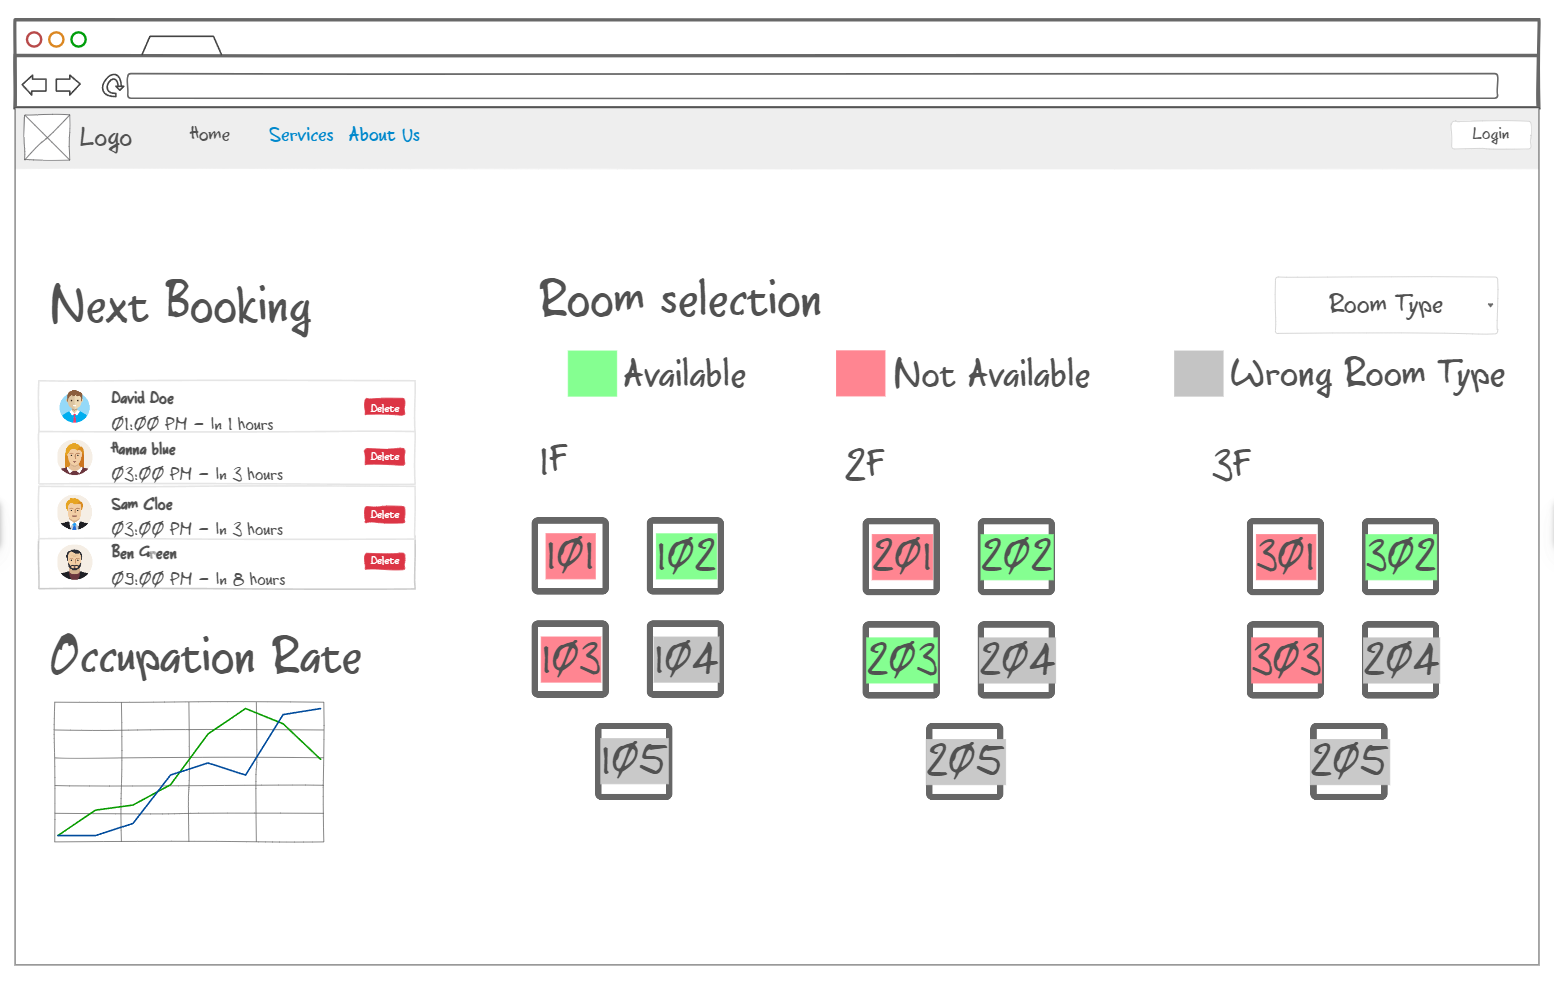 Logo
Home
Services
About Us
Login
Next Booking
David Doe
01:00 PM - In 1 hours
Delete
Hanna blue
03:00 PM - In 3 hours
Delete
Sam Cloe
03:00 PM - In 3 hours
Delete
Ben Green
09:00 PM - In 8 hours
Delete
Occupation Rate
Room selection
Room Type
Available
Not Available
Wrong Room Type
1F
2F
3F
101 102
201 202
301 302
103 104
203 204
303 204
105
205
205